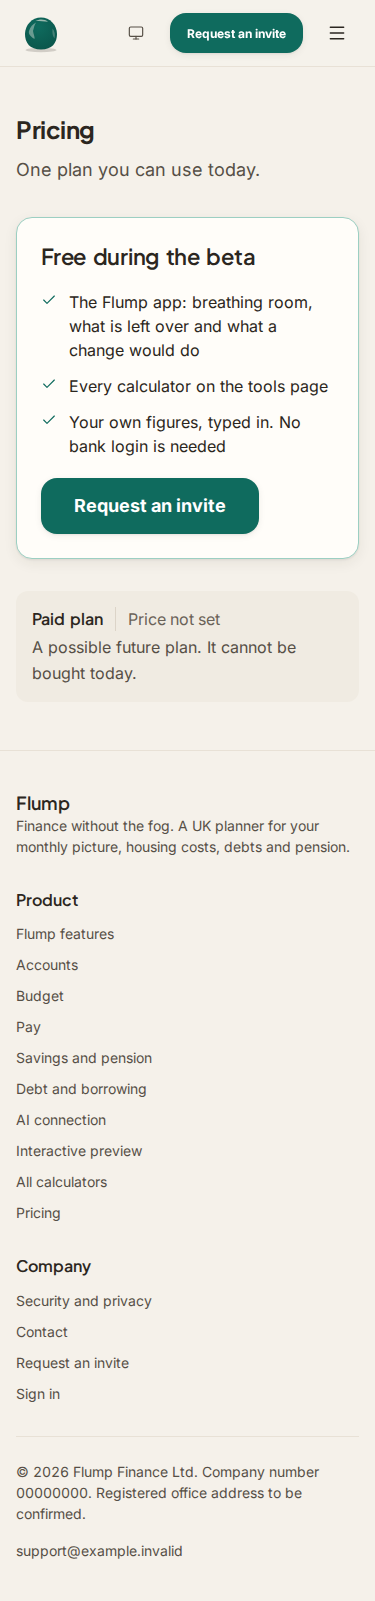 Request an invite
Pricing
One plan you can use today.
Free during the beta
The Flump app: breathing room,
what is left over and what a
change would do
Every calculator on the tools page
Your own figures, typed in. No
bank login is needed
Request an invite
Paid plan
Price not set
A possible future plan. It cannot be
bought today.
Flump
Finance without the fog. A UK planner for your
monthly picture, housing costs, debts and pension.
Product
Flump features
Accounts
Budget
Pay
Savings and pension
Debt and borrowing
AI connection
Interactive preview
All calculators
Pricing
Company
Security and privacy
Contact
Request an invite
Sign in
© 2026 Flump Finance Ltd. Company number
00000000. Registered office address to be
confirmed.
support@example.invalid